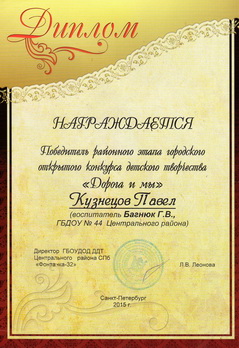 Диплом
НАГРАЖДАЕТСЯ
Победитель районного этапа городского
открытого конкурса детского творчества
«Дорога и мы»
Кузнецов Павел
(воспитатель Багнюк Г.В.,
ГБДОУ № 44 Центрального района)
Директор ГБОУДОД ДДТ
Центрального района СПб
«Фонтанка-32»
Л.В. Леонова
Санкт-Петербург
2015 г.